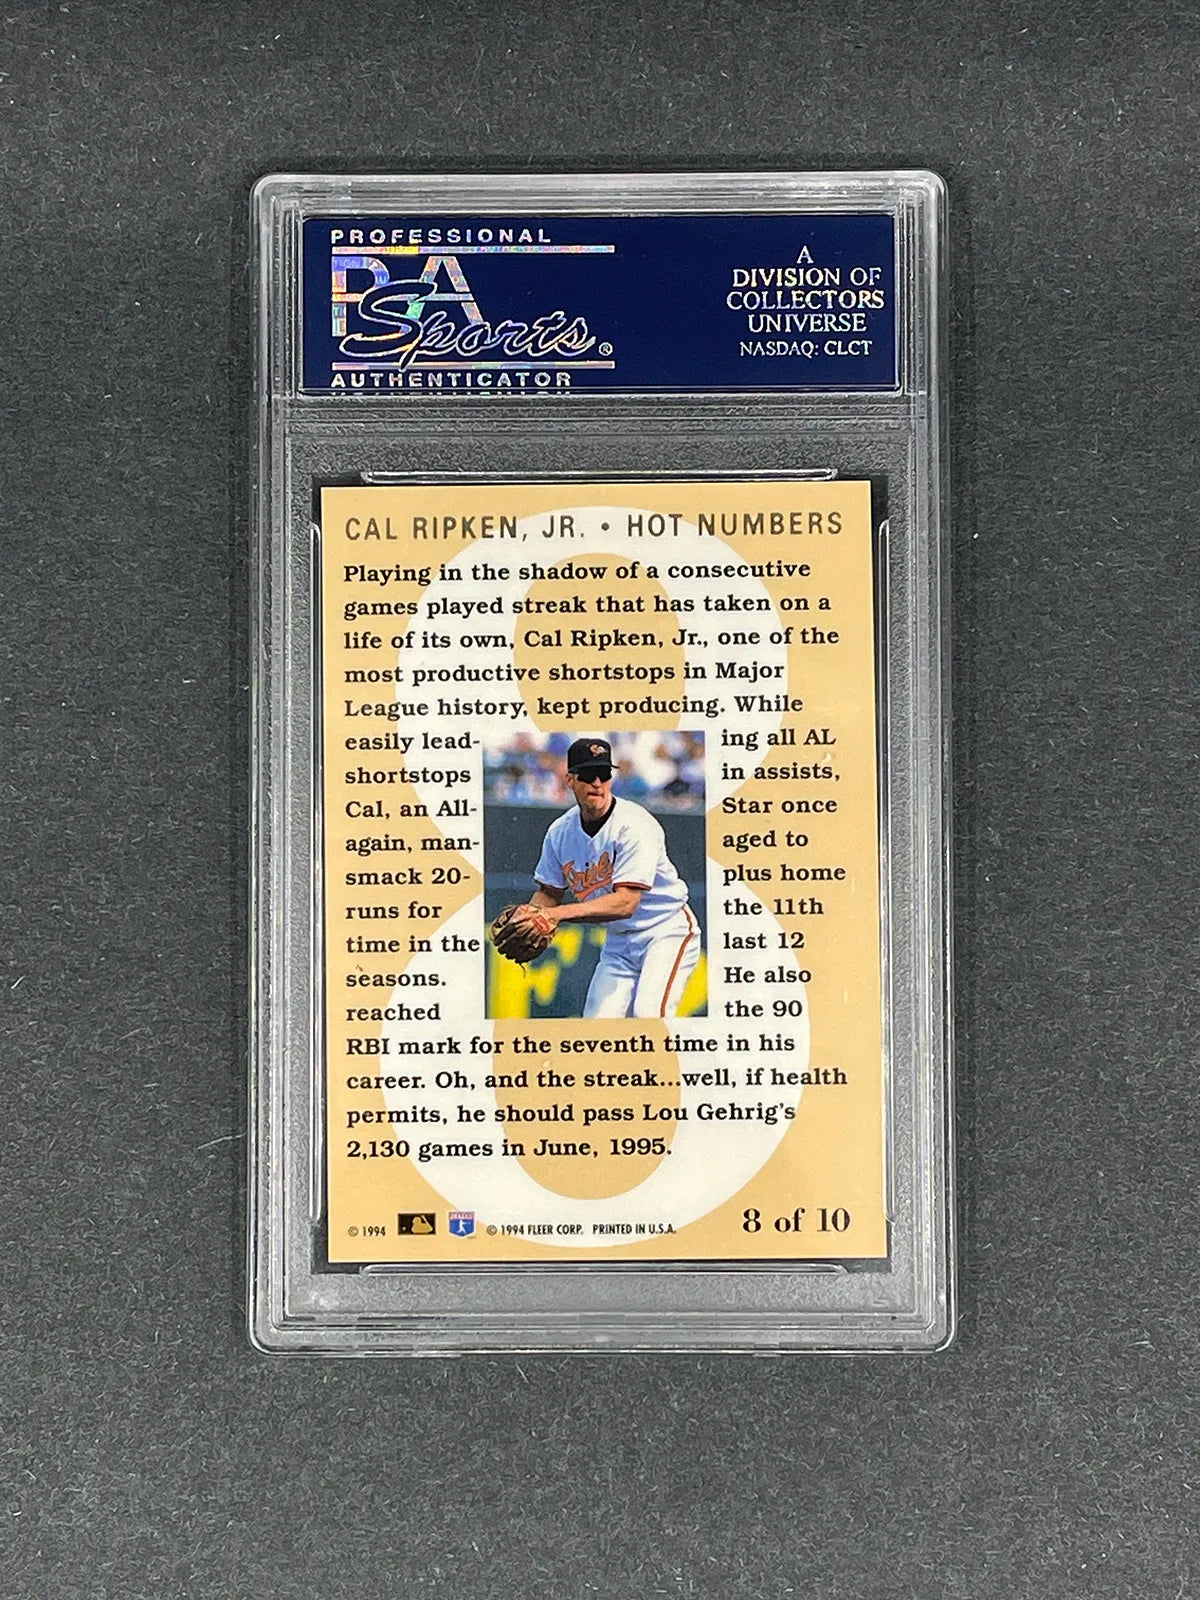 PROFESSIONAL
PSA
Sports®
AUTHENTICATOR
A
DIVISION OF
COLLECTORS
UNIVERSE
NASDAQ: CLCT
CAL RIPKEN, JR. • HOT NUMBERS
Playing in the shadow of a consecutive
games played streak that has taken on a
life of its own, Cal Ripken, Jr., one of the
most productive shortstops in Major
League history, kept producing. While
easily lead- ing all AL
shortstops in assists,
Cal, an All- Star once
again, man- aged to
smack 20- plus home
runs for the 11th
time in the last 12
seasons. He also
reached the 90
RBI mark for the seventh time in his
career. Oh, and the streak...well, if health
permits, he should pass Lou Gehrig's
2,130 games in June, 1995.
© 1994 © 1994 FLEER CORP. PRINTED IN U.S.A. 8 of 10